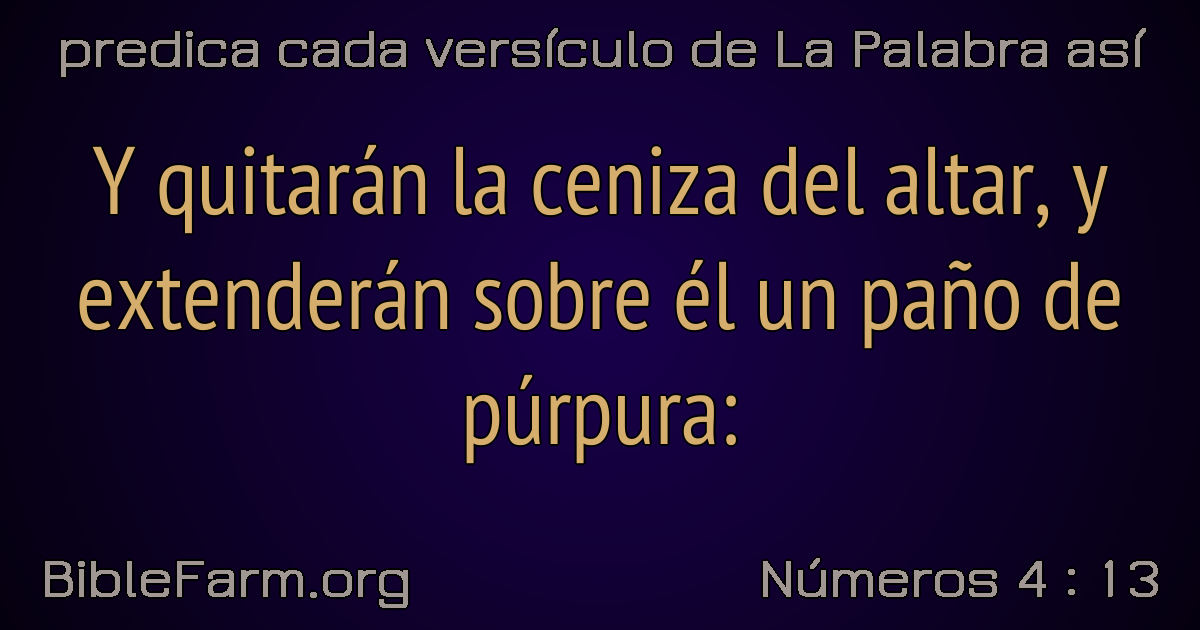 predica cada versículo de La Palabra así
Y quitarán la ceniza del altar, y
extenderán sobre él un paño de
púrpura:
BibleFarm.org
Números 4 : 13